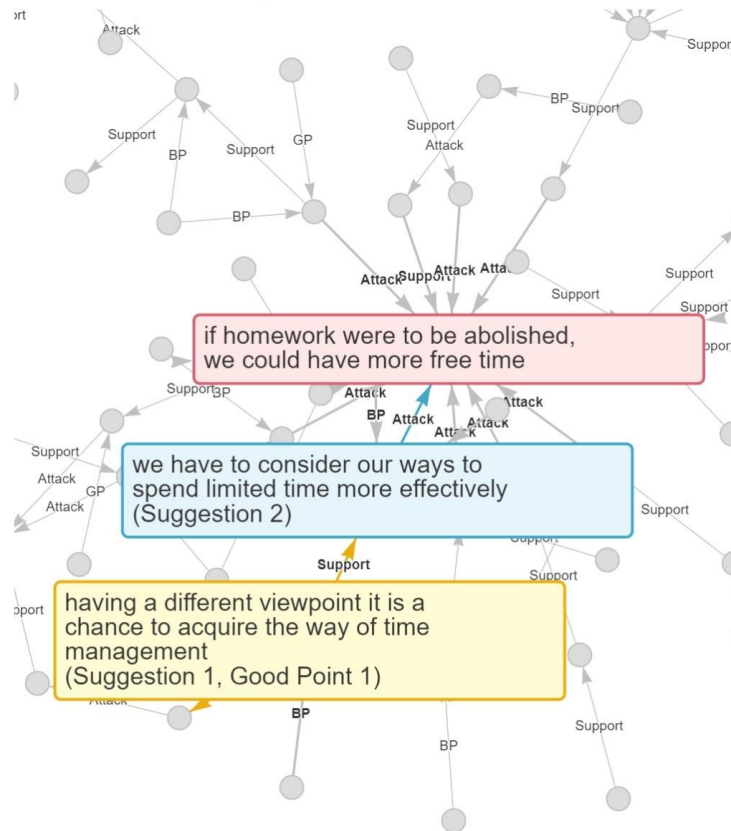 Attack
Support
Support
BP
Support
GP
BP
Support
Attack
BP
Support
Attack
Support
Attack
Support
Support
if homework were to be abolished,
we could have more free time
Support
BP
Attack
BP
Attack
Attack
Attack
Attack
Support
Attack
GP
Attack
we have to consider our ways to
spend limited time more effectively
(Suggestion 2)
Support
Support
Support
having a different viewpoint it is a
chance to acquire the way of time
management
(Suggestion 1, Good Point 1)
Attack
BP
Support
BP